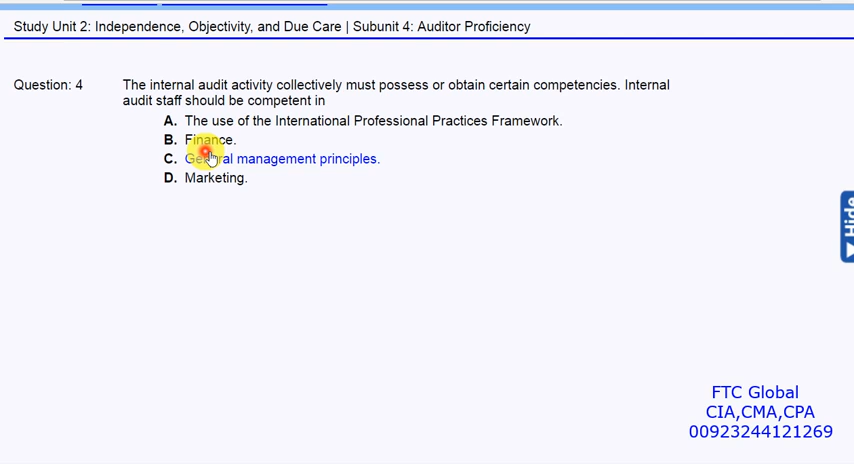 Study Unit 2: Independence, Objectivity, and Due Care | Subunit 4: Auditor Proficiency
Question: 4 The internal audit activity collectively must possess or obtain certain competencies. Internal
audit staff should be competent in
A. The use of the International Professional Practices Framework.
B. Finance.
C. General management principles.
D. Marketing.
Hide
FTC Global
CIA,CMA,CPA
00923244121269